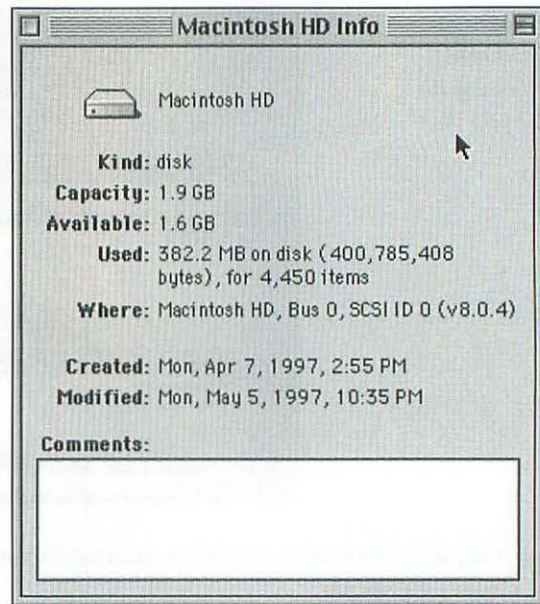 Macintosh HD Info
Macintosh HD
Kind: disk
Capacity: 1.9 GB
Available: 1.6 GB
Used: 382.2 MB on disk (400,785,408
bytes), for 4,450 items
Where: Macintosh HD, Bus 0, SCSI ID 0 (v8.0.4)
Created: Mon, Apr 7, 1997, 2:55 PM
Modified: Mon, May 5, 1997, 10:35 PM
Comments: